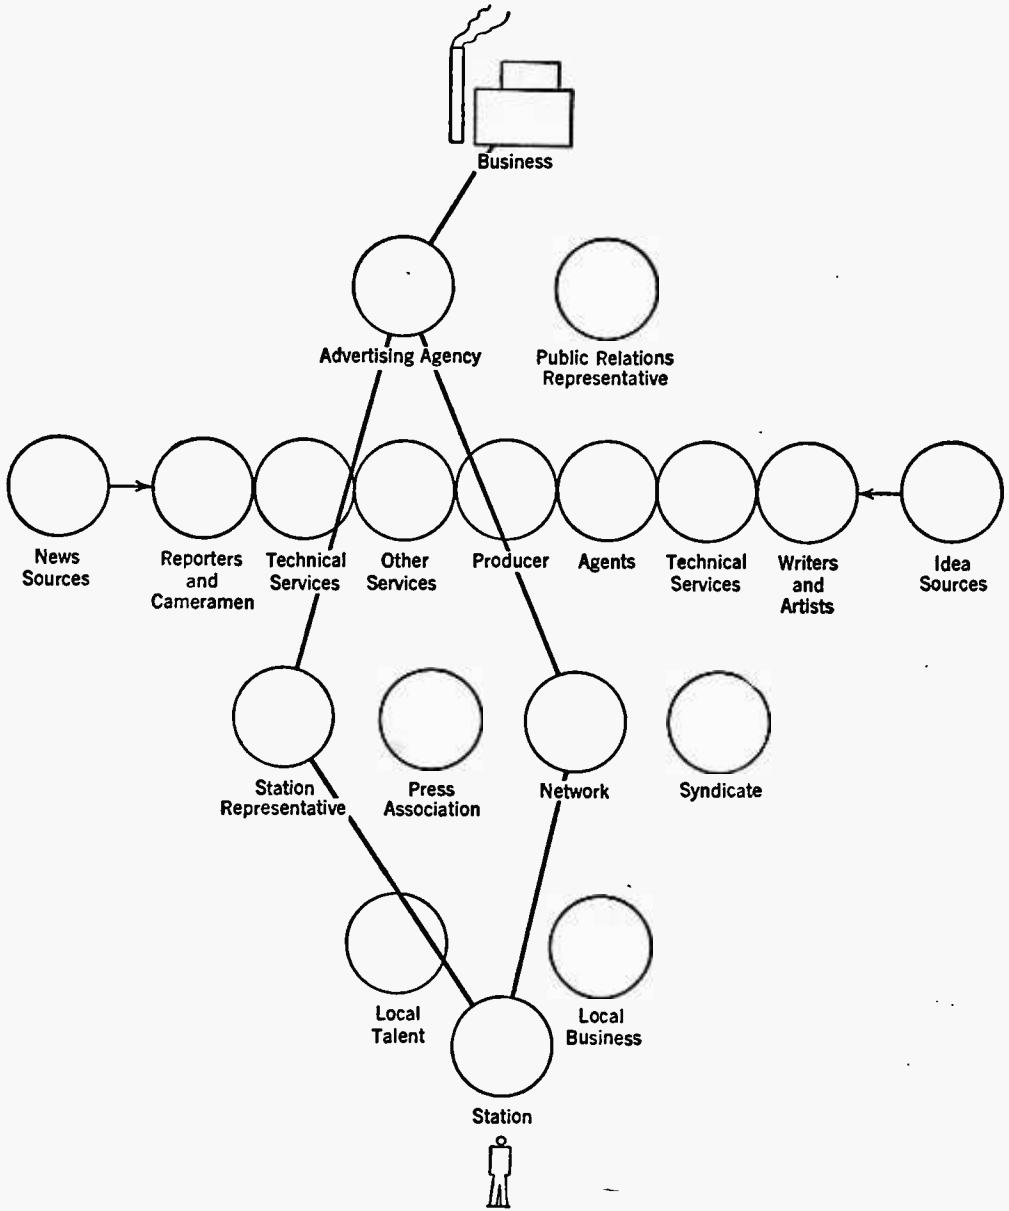 Business
Advertising Agency
Public Relations
Representative
News
Sources
Reporters
and
Cameramen
Technical
Services
Other
Services
Producer
Agents
Technical
Services
Writers
and
Artists
Idea
Sources
Station
Representative
Press
Association
Network
Syndicate
Local
Talent
Local
Business
Station